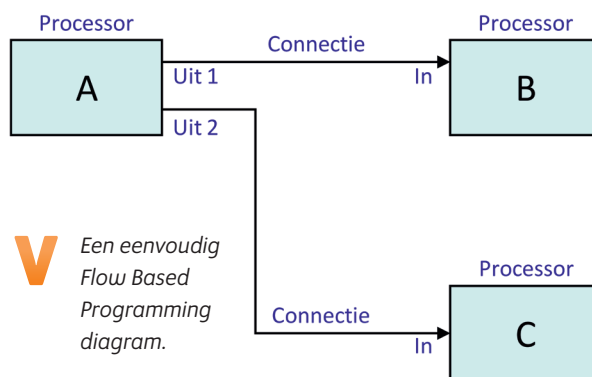 Processor
Processor
Connectie
A
Uit 1
In
B
Uit 2
Een eenvoudig
Flow Based
Programming
diagram.
Processor
Connectie
In
C